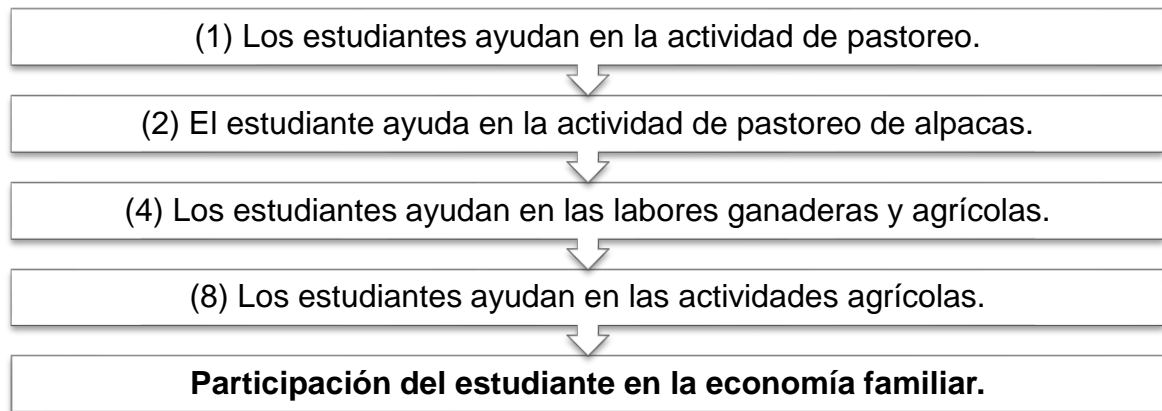 (1) Los estudiantes ayudan en la actividad de pastoreo.
(2) El estudiante ayuda en la actividad de pastoreo de alpacas.
(4) Los estudiantes ayudan en las labores ganaderas y agrícolas.
(8) Los estudiantes ayudan en las actividades agrícolas.
Participación del estudiante en la economía familiar.